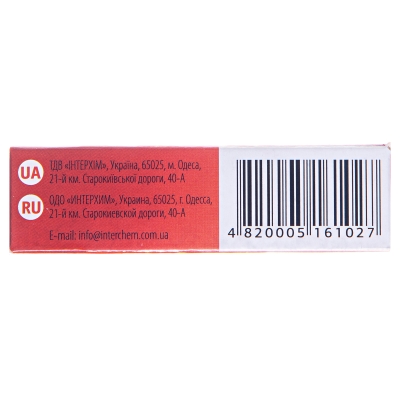 UA
ТДВ «ІНТЕРХІМ», Україна, 65025, м. Одеса,
21-й км. Старокиївської дороги, 40-А
RU
ОДО «ИНТЕРХИМ», Украина, 65025, г. Одесса,
21-й км. Старокиевской дороги, 40-А
E-mail: info@interchem.com.ua
4 820005 161027